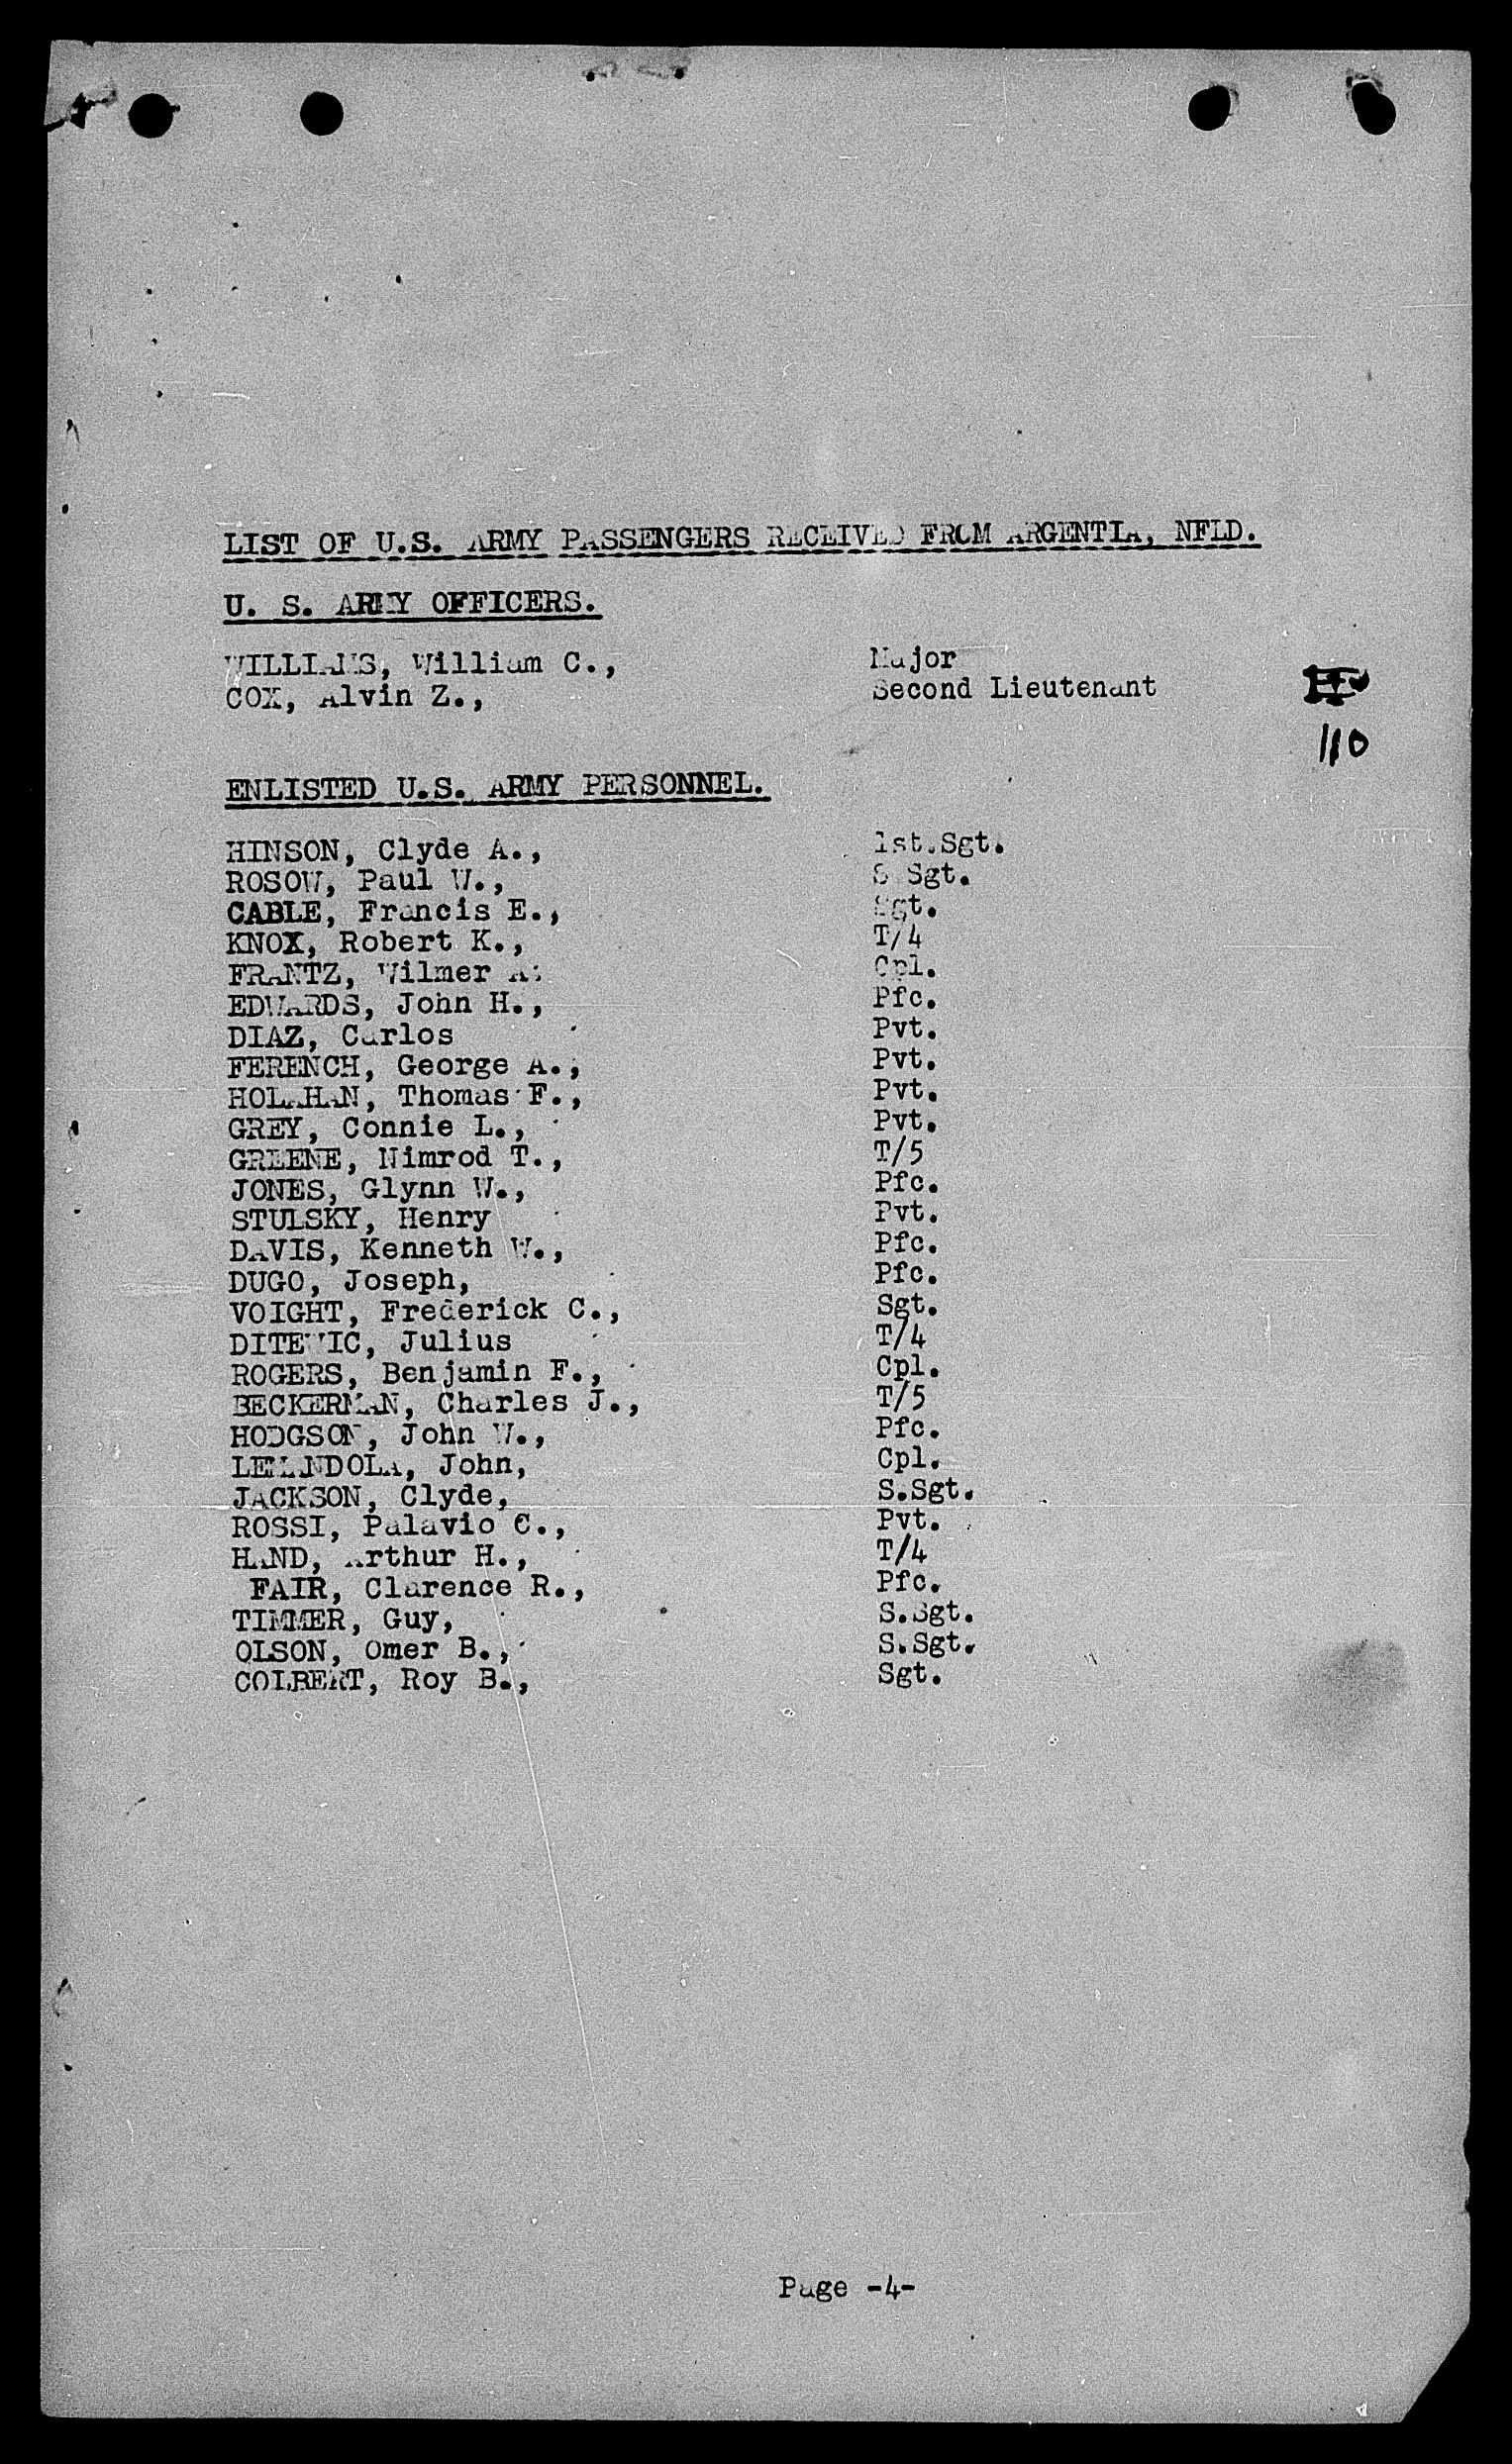 LIST OF U.S. ARMY PASSENGERS RECEIVED FROM ARGENTIA, NFLD.
U. S. ARMY OFFICERS.
WILLIAMS, William C., Major
COX, Alvin Z., Second Lieutenant
110
ENLISTED U.S. ARMY PERSONNEL.
HINSON, Clyde A., 1st.Sgt.
ROSOW, Paul W., S.Sgt.
CABLE, Francis E., Sgt.
KNOX, Robert K., T/4
FRANTZ, Wilmer A. Cpl.
EDWARDS, John H., Pfc.
DIAZ, Carlos Pvt.
FERENCH, George A., Pvt.
HOLAHAN, Thomas F., Pvt.
GREY, Connie L., Pvt.
GREENE, Nimrod T., T/5
JONES, Glynn W., Pfc.
STULSKY, Henry Pvt.
DAVIS, Kenneth W., Pfc.
DUGO, Joseph, Pfc.
VOIGHT, Frederick C., Sgt.
DITEWIC, Julius T/4
ROGERS, Benjamin F., Cpl.
BECKERMAN, Charles J., T/5
HODGSON, John W., Pfc.
John, Cpl.
JACKSON, Clyde, S.Sgt.
ROSSI, Palavio C., Pvt.
HAND, Arthur H., T/4
FAIR, Clarence R., Pfc.
TIMMER, Guy, S.Sgt.
OLSON, Omer B., S.Sgt.
COLBERT, Roy B., Sgt.
Page -4-